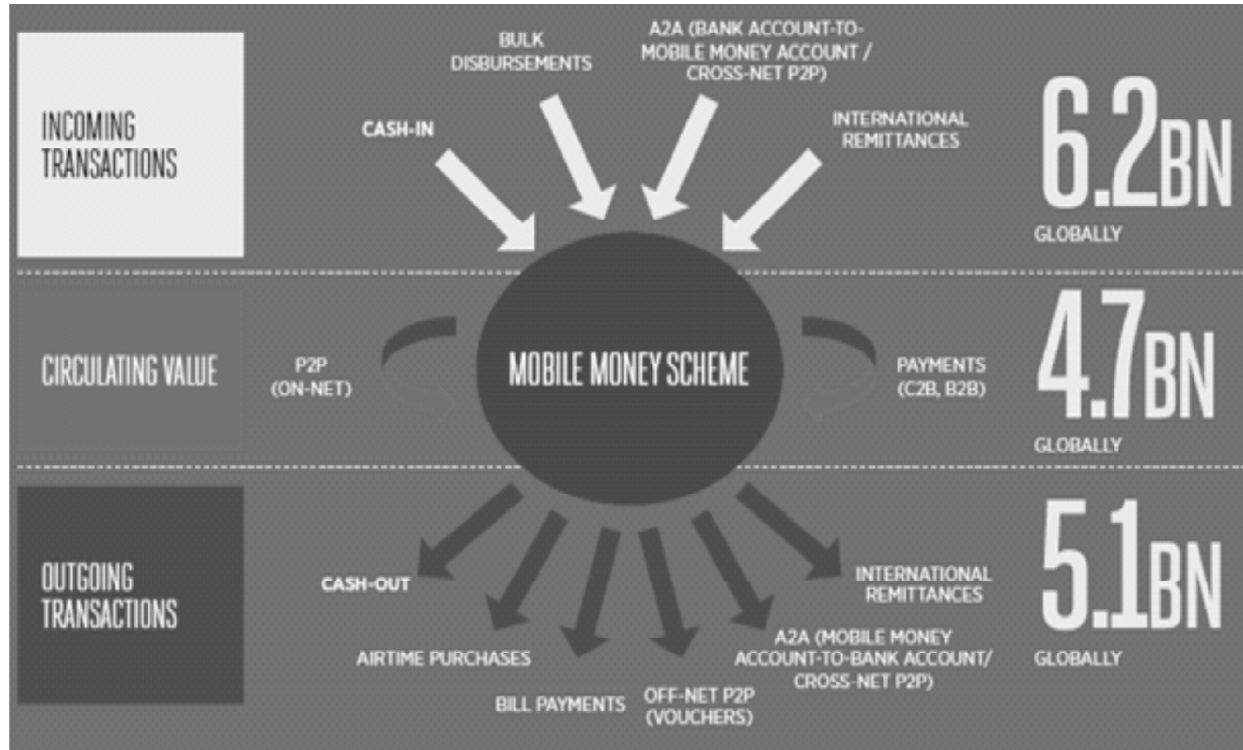 INCOMING
TRANSACTIONS
CASH-IN
BULK
DISBURSEMENTS
A2A (BANK ACCOUNT-TO-
MOBILE MONEY ACCOUNT /
CROSS-NET P2P)
INTERNATIONAL
REMITTANCES
6.2BN
GLOBALLY
CIRCULATING VALUE
P2P
(ON-NET)
MOBILE MONEY SCHEME
PAYMENTS
(C2B, B2B)
4.7BN
GLOBALLY
OUTGOING
TRANSACTIONS
CASH-OUT
AIRTIME PURCHASES
BILL PAYMENTS
OFF-NET P2P
(VOUCHERS)
A2A (MOBILE MONEY
ACCOUNT-TO-BANK ACCOUNT/
CROSS-NET P2P)
INTERNATIONAL
REMITTANCES
5.1BN
GLOBALLY